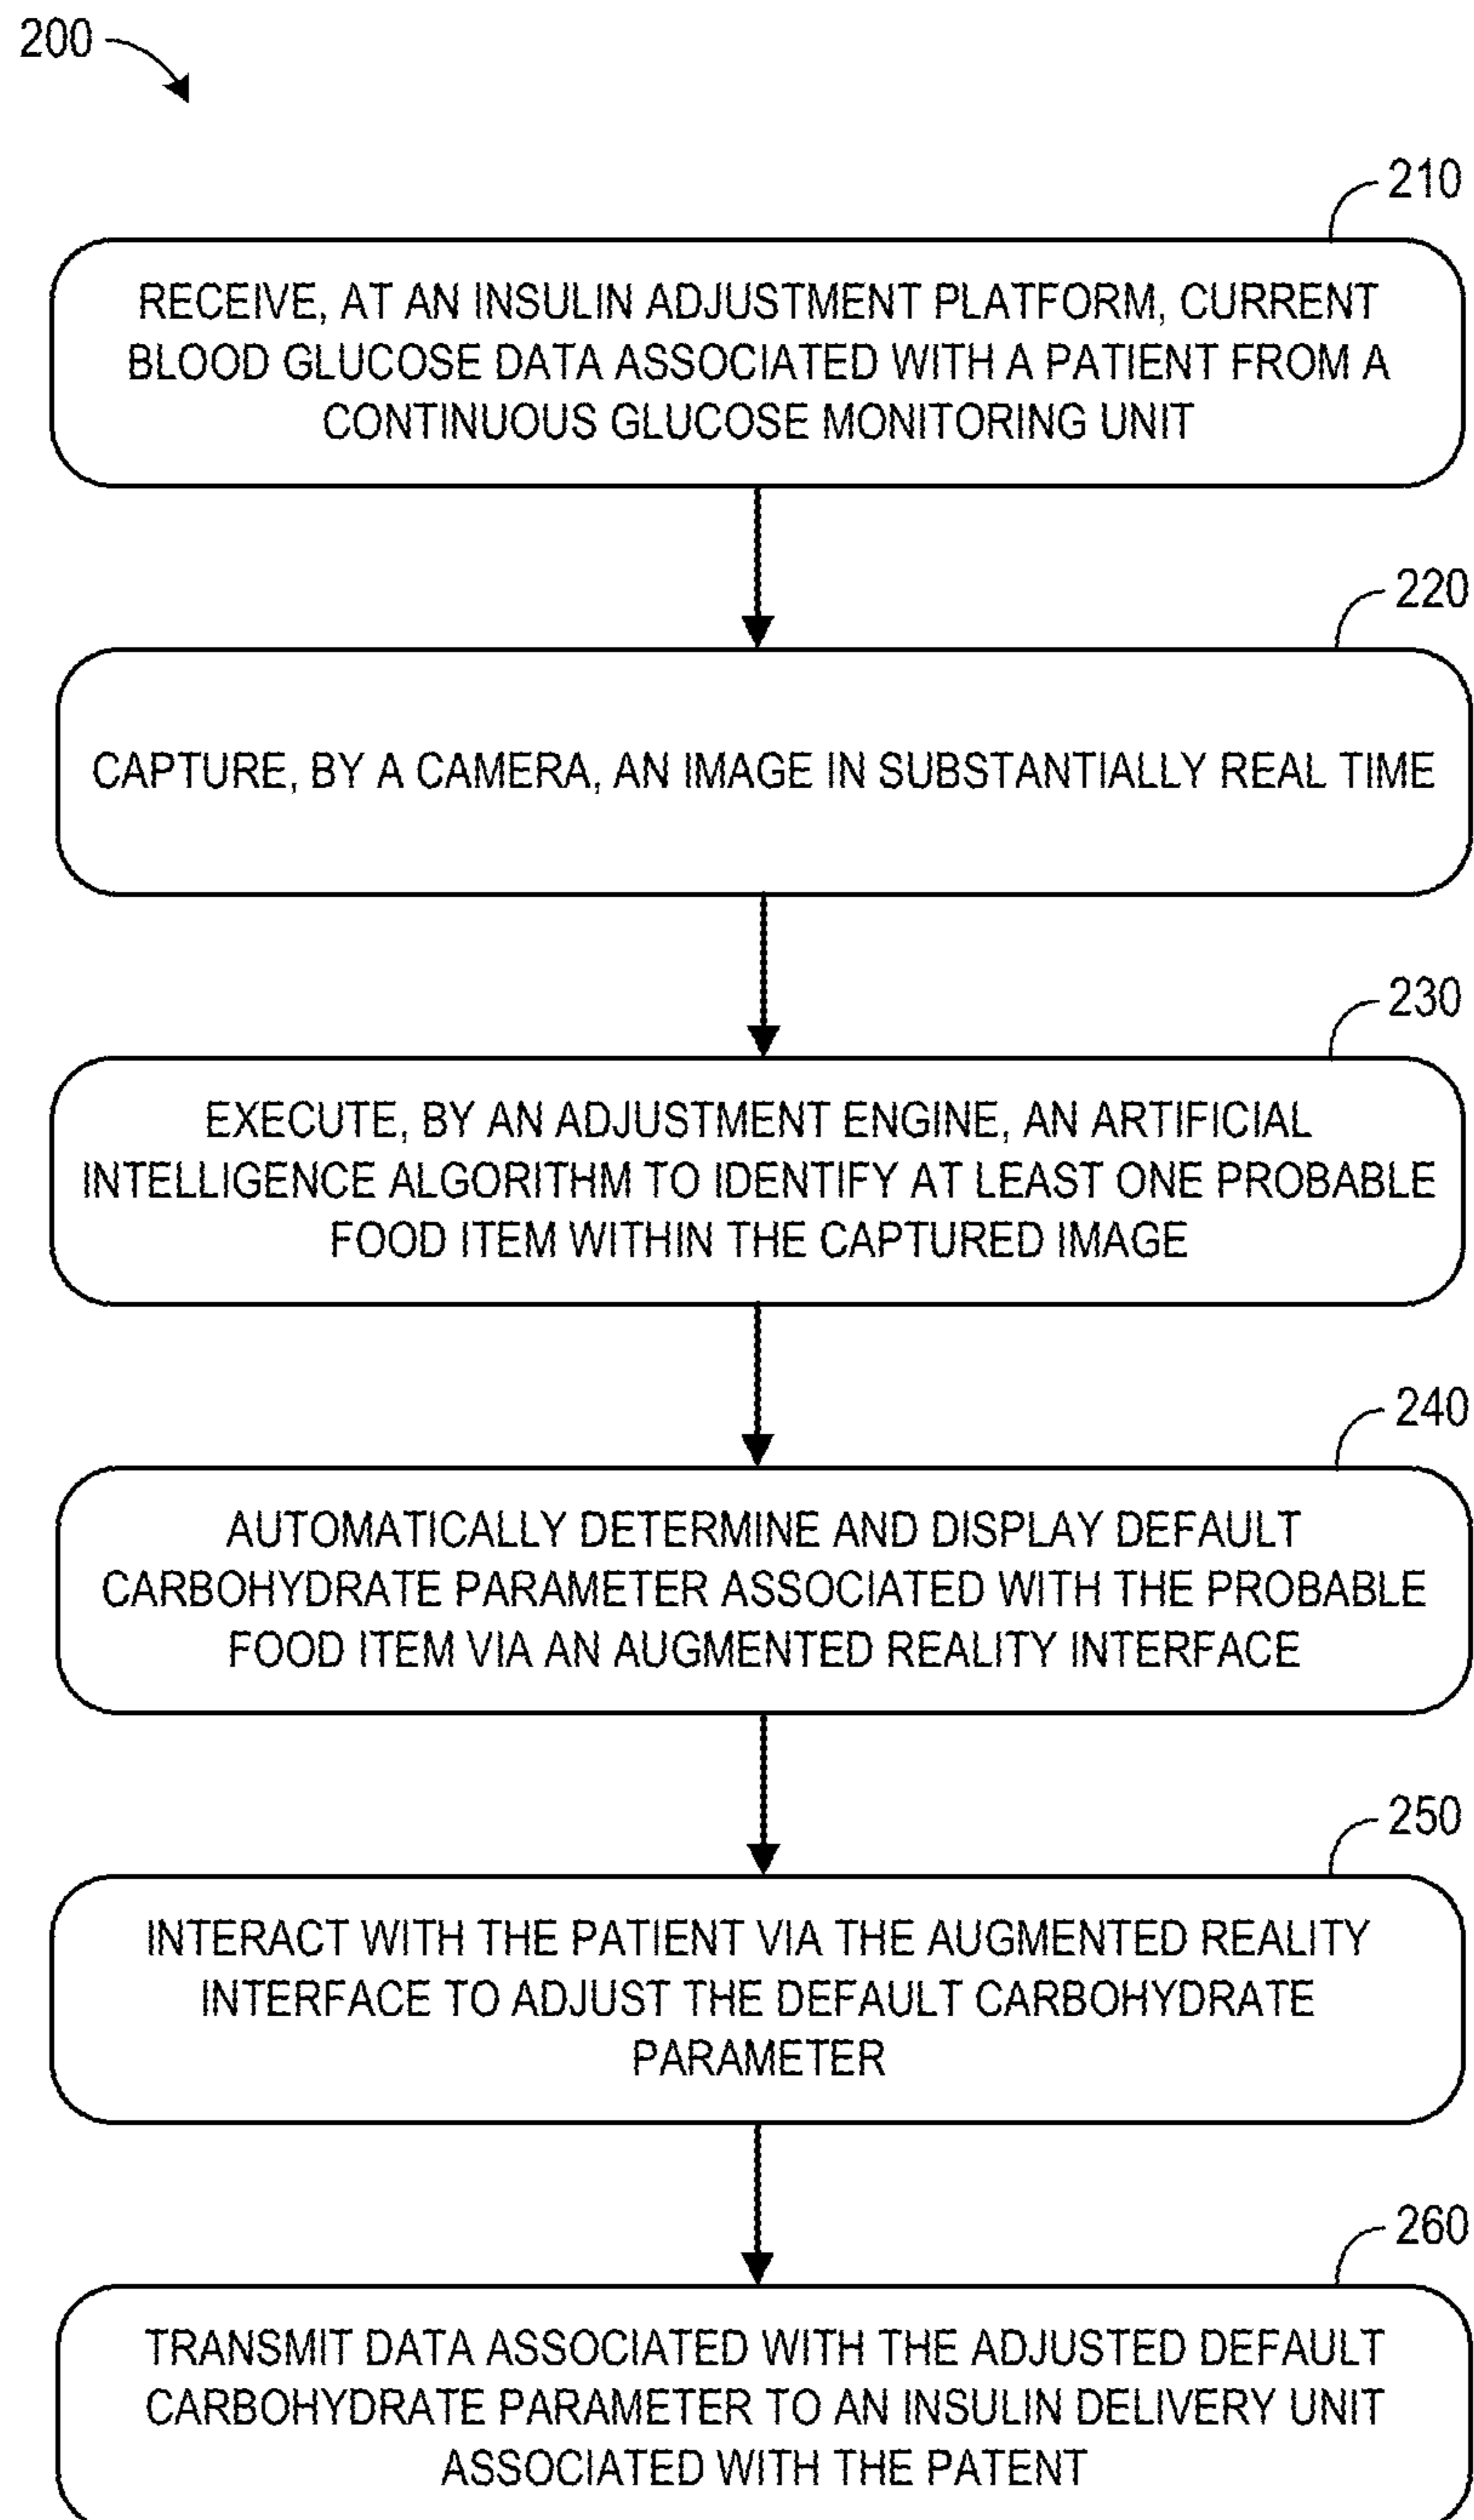 200
210
RECEIVE, AT AN INSULIN ADJUSTMENT PLATFORM, CURRENT
BLOOD GLUCOSE DATA ASSOCIATED WITH A PATIENT FROM A
CONTINUOUS GLUCOSE MONITORING UNIT
220
CAPTURE, BY A CAMERA, AN IMAGE IN SUBSTANTIALLY REAL TIME
230
EXECUTE, BY AN ADJUSTMENT ENGINE, AN ARTIFICIAL
INTELLIGENCE ALGORITHM TO IDENTIFY AT LEAST ONE PROBABLE
FOOD ITEM WITHIN THE CAPTURED IMAGE
240
AUTOMATICALLY DETERMINE AND DISPLAY DEFAULT
CARBOHYDRATE PARAMETER ASSOCIATED WITH THE PROBABLE
FOOD ITEM VIA AN AUGMENTED REALITY INTERFACE
250
INTERACT WITH THE PATIENT VIA THE AUGMENTED REALITY
INTERFACE TO ADJUST THE DEFAULT CARBOHYDRATE
PARAMETER
260
TRANSMIT DATA ASSOCIATED WITH THE ADJUSTED DEFAULT
CARBOHYDRATE PARAMETER TO AN INSULIN DELIVERY UNIT
ASSOCIATED WITH THE PATENT